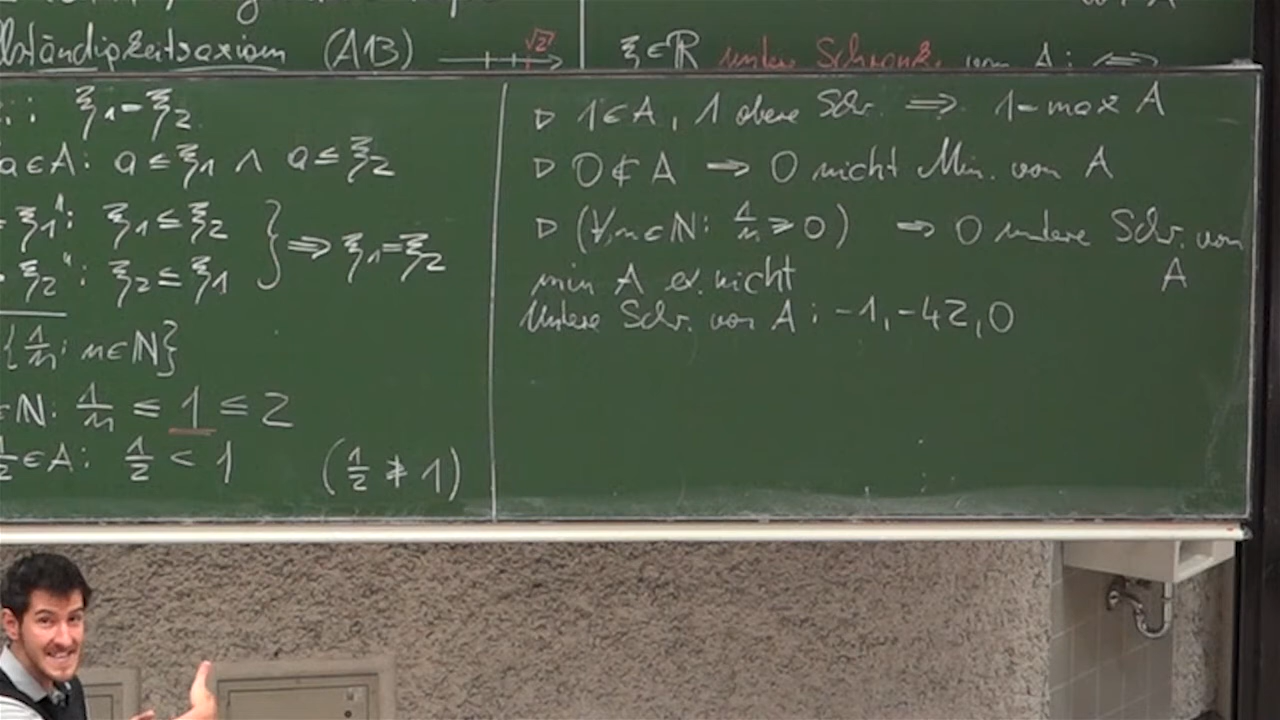 llständigkeitsaxiom (A13)
√2
ξ∈ℝ untere Schranke von A: ⟺
ξ₁=ξ₂
a∈A: a≤ξ₁ ∧ a≤ξ₂
ξ₁": ξ₁≤ξ₂
ξ₂": ξ₂≤ξ₁ } ⟹ ξ₁=ξ₂
{1/n: n∈ℕ}
∈ℕ: 1/n ≤ 1 ≤ 2
1/2∈A: 1/2 < 1 (1/2 ≱ 1)
▷ 1∈A, 1 obere Schr. ⟹ 1=max A
▷ 0∉A ⟹ 0 nicht Min. von A
▷ (∀n∈ℕ: 1/n ≥ 0) ⟹ 0 untere Schr. von A
min A ex. nicht
Untere Schr. von A: -1, -42, 0